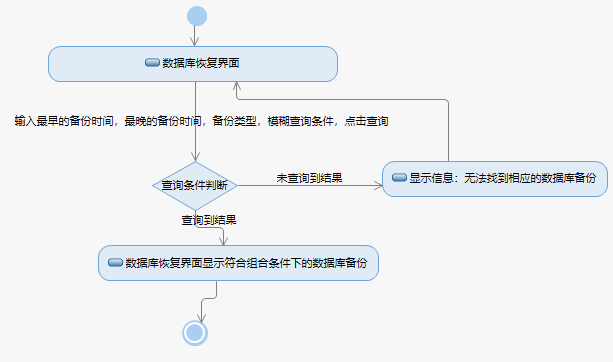 数据库恢复界面
输入最早的备份时间，最晚的备份时间，备份类型，模糊查询条件，点击查询
查询条件判断
未查询到结果
显示信息：无法找到相应的数据库备份
查询到结果
数据库恢复界面显示符合组合条件下的数据库备份